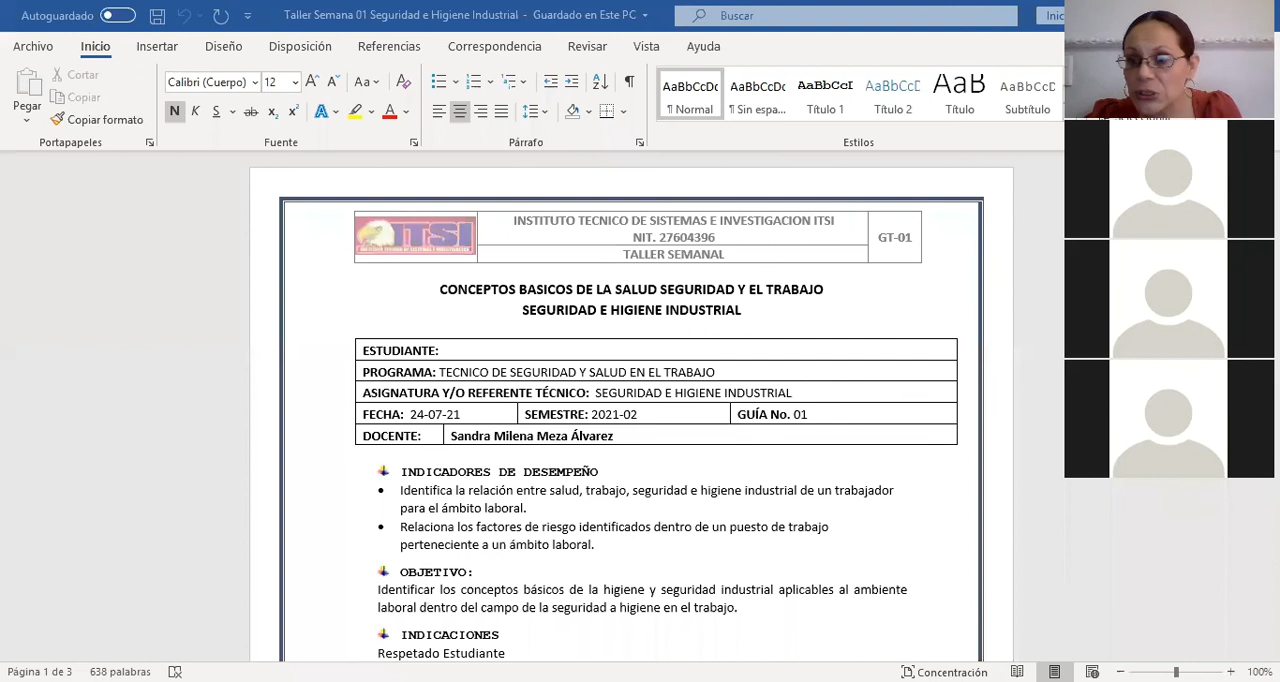 Autoguardado
Taller Semana 01 Seguridad e Higiene Industrial - Guardado en Este PC
Buscar
Inic
Archivo Inicio Insertar Diseño Disposición Referencias Correspondencia Revisar Vista Ayuda
Pegar
Cortar
Copiar
Copiar formato
Portapapeles
Calibri (Cuerpo) 12
Aa
N K S ab x₂ x²
A A
Fuente
Párrafo
AaBbCcDc AaBbCcDc AaBbCcI AaBbCcD AaB AaBbCcD
¶ Normal ¶ Sin espa... Título 1 Título 2 Título Subtítulo
Estilos
ITSI
INSTITUTO TECNICO DE SISTEMAS E INVESTIGACION ITSI
NIT. 27604396
TALLER SEMANAL
GT-01
CONCEPTOS BASICOS DE LA SALUD SEGURIDAD Y EL TRABAJO
SEGURIDAD E HIGIENE INDUSTRIAL
ESTUDIANTE:
PROGRAMA: TECNICO DE SEGURIDAD Y SALUD EN EL TRABAJO
ASIGNATURA Y/O REFERENTE TÉCNICO: SEGURIDAD E HIGIENE INDUSTRIAL
FECHA: 24-07-21 SEMESTRE: 2021-02 GUÍA No. 01
DOCENTE: Sandra Milena Meza Álvarez
INDICADORES DE DESEMPEÑO
• Identifica la relación entre salud, trabajo, seguridad e higiene industrial de un trabajador
para el ámbito laboral.
• Relaciona los factores de riesgo identificados dentro de un puesto de trabajo
perteneciente a un ámbito laboral.
OBJETIVO:
Identificar los conceptos básicos de la higiene y seguridad industrial aplicables al ambiente
laboral dentro del campo de la seguridad a higiene en el trabajo.
INDICACIONES
Respetado Estudiante
Página 1 de 3 638 palabras
Concentración
100%